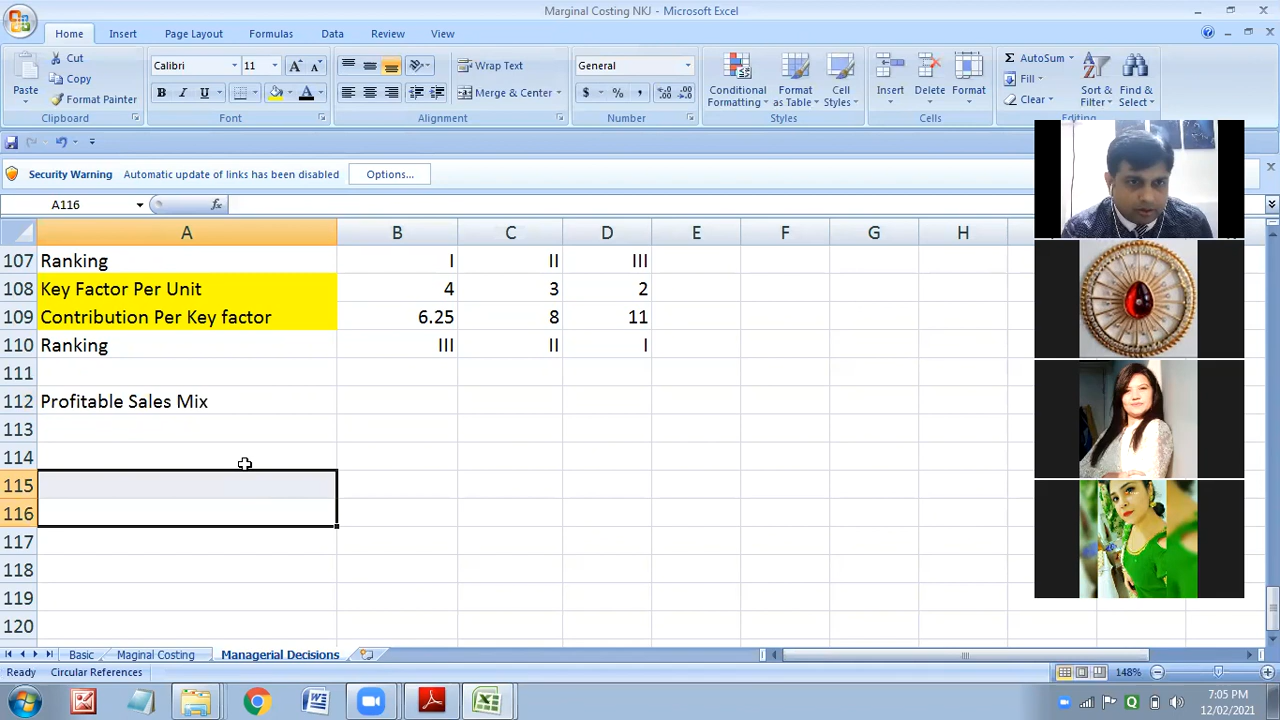 Marginal Costing NKJ - Microsoft Excel
Home Insert Page Layout Formulas Data Review View
Paste Cut Copy Format Painter
Calibri 11 B I U
Wrap Text Merge & Center
General $ % ,
Conditional Formatting Format as Table Cell Styles
Insert Delete Format
Σ AutoSum Fill Clear Sort & Filter Find & Select
Clipboard Font Alignment Number Styles Cells Editing
Security Warning Automatic update of links has been disabled Options...
A116 fx
A B C D E F G H
107 Ranking I II III
108 Key Factor Per Unit 4 3 2
109 Contribution Per Key factor 6.25 8 11
110 Ranking III II I
111
112 Profitable Sales Mix
113
114
115
116
117
118
119
120
Basic Maginal Costing Managerial Decisions
Ready Circular References 148%
7:05 PM
12/02/2021